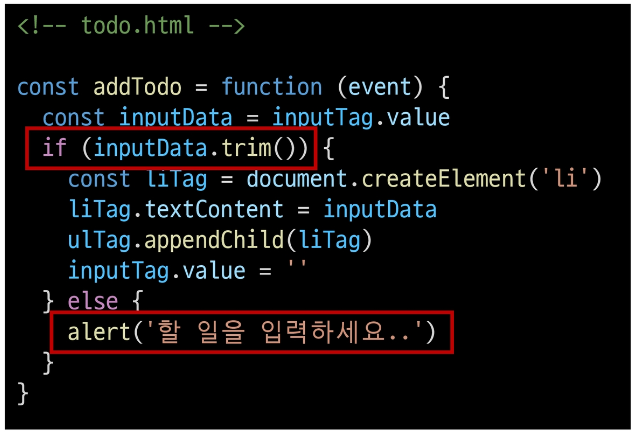 <!-- todo.html -->
const addTodo = function (event) {
const inputData = inputTag.value
if (inputData.trim()) {
const liTag = document.createElement('li')
liTag.textContent = inputData
ulTag.appendChild(liTag)
inputTag.value = ''
} else {
alert('할 일을 입력하세요..')
}
}